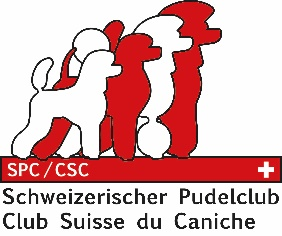 SPC/CSC
Schweizerischer Pudelclub
Club Suisse du Caniche